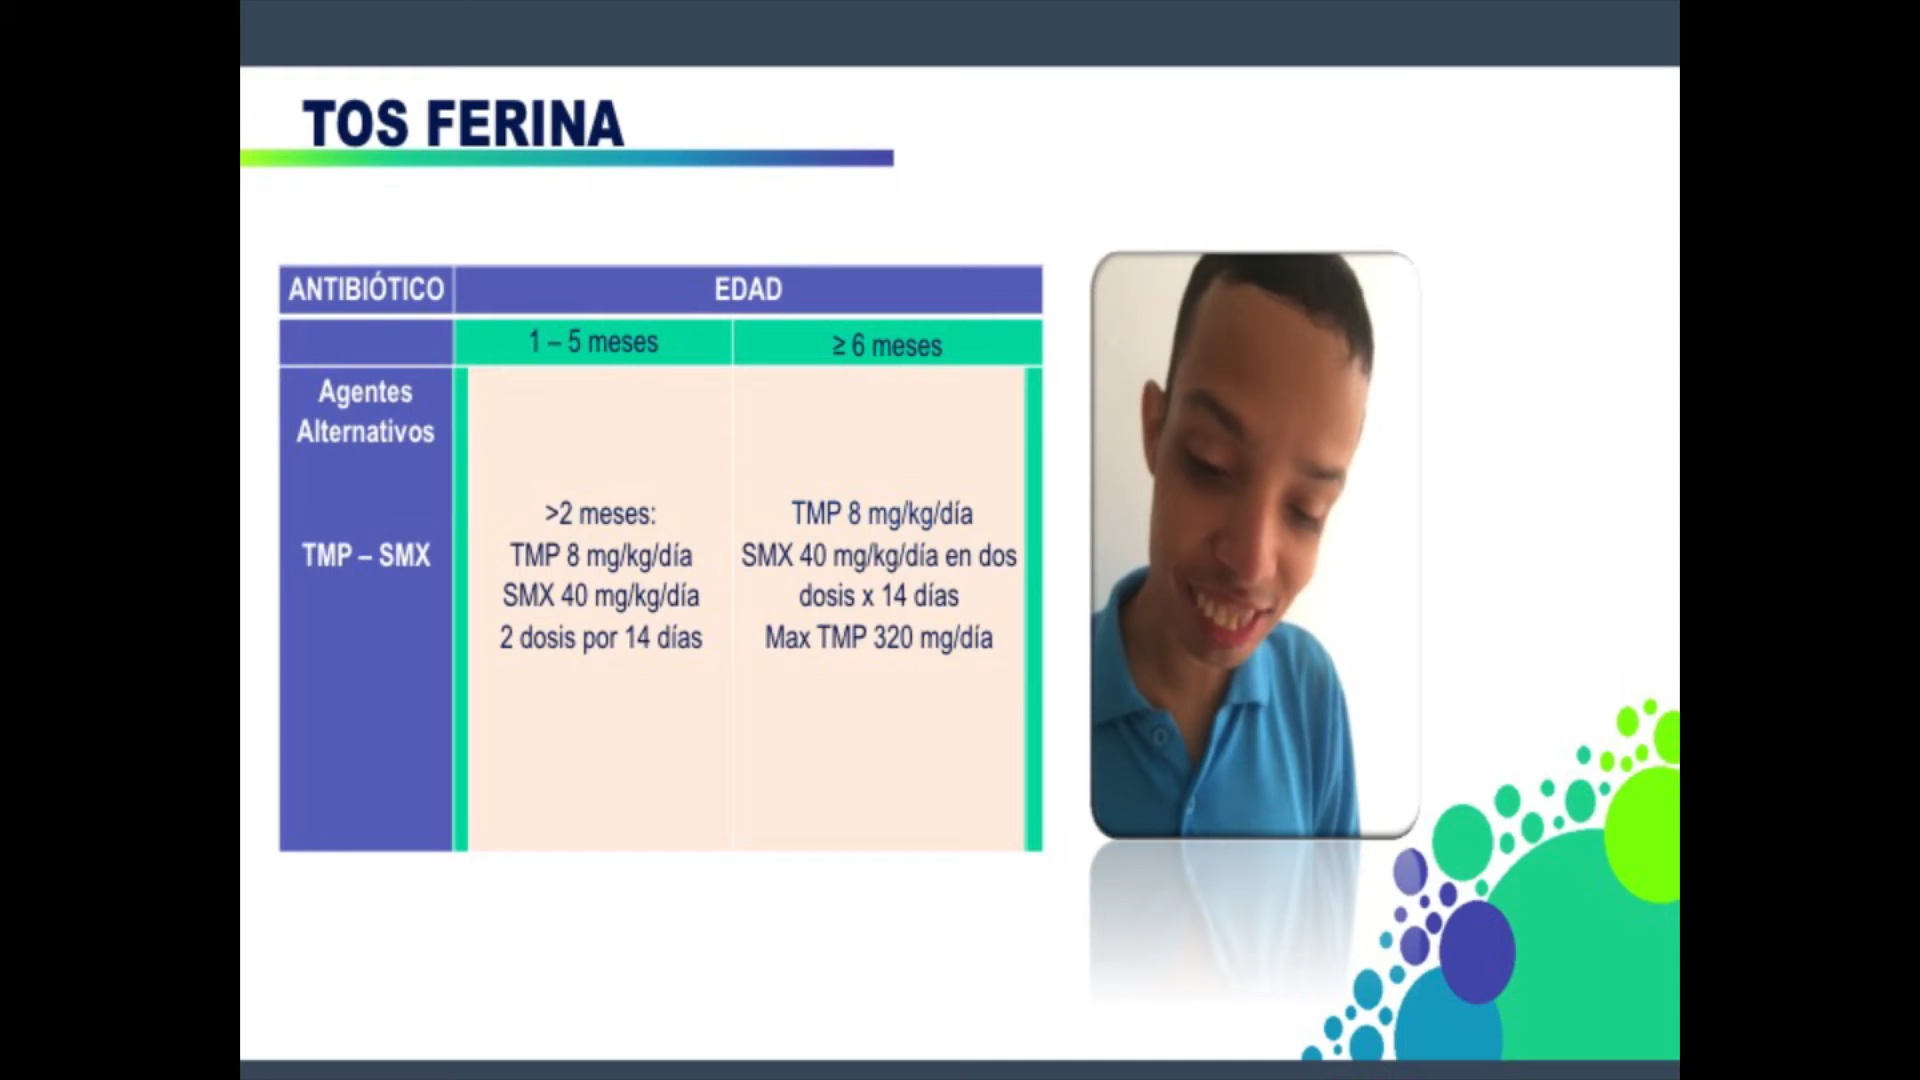 TOS FERINA
ANTIBIÓTICO
EDAD
1 – 5 meses
≥ 6 meses
Agentes
Alternativos
TMP – SMX
>2 meses:
TMP 8 mg/kg/día
SMX 40 mg/kg/día
2 dosis por 14 días
TMP 8 mg/kg/día
SMX 40 mg/kg/día en dos
dosis x 14 días
Max TMP 320 mg/día